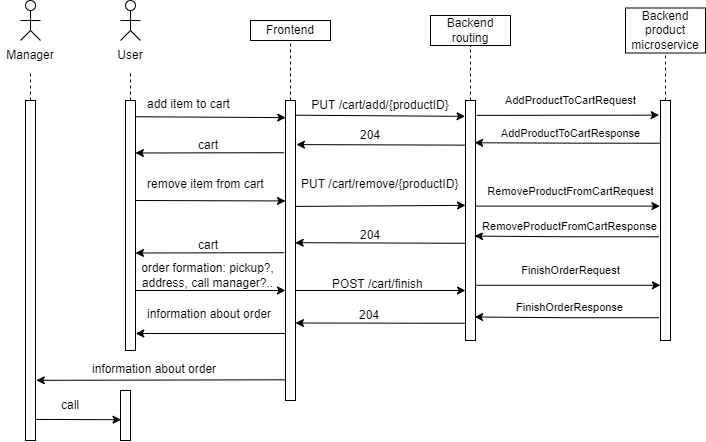 Manager
User
Frontend
Backend
routing
Backend
product
microservice
add item to cart
PUT /cart/add/{productID}
AddProductToCartRequest
cart
204
AddProductToCartResponse
remove item from cart
PUT /cart/remove/{productID}
RemoveProductFromCartRequest
cart
204
RemoveProductFromCartResponse
order formation: pickup?,
address, call manager?..
POST /cart/finish
FinishOrderRequest
information about order
204
FinishOrderResponse
information about order
call